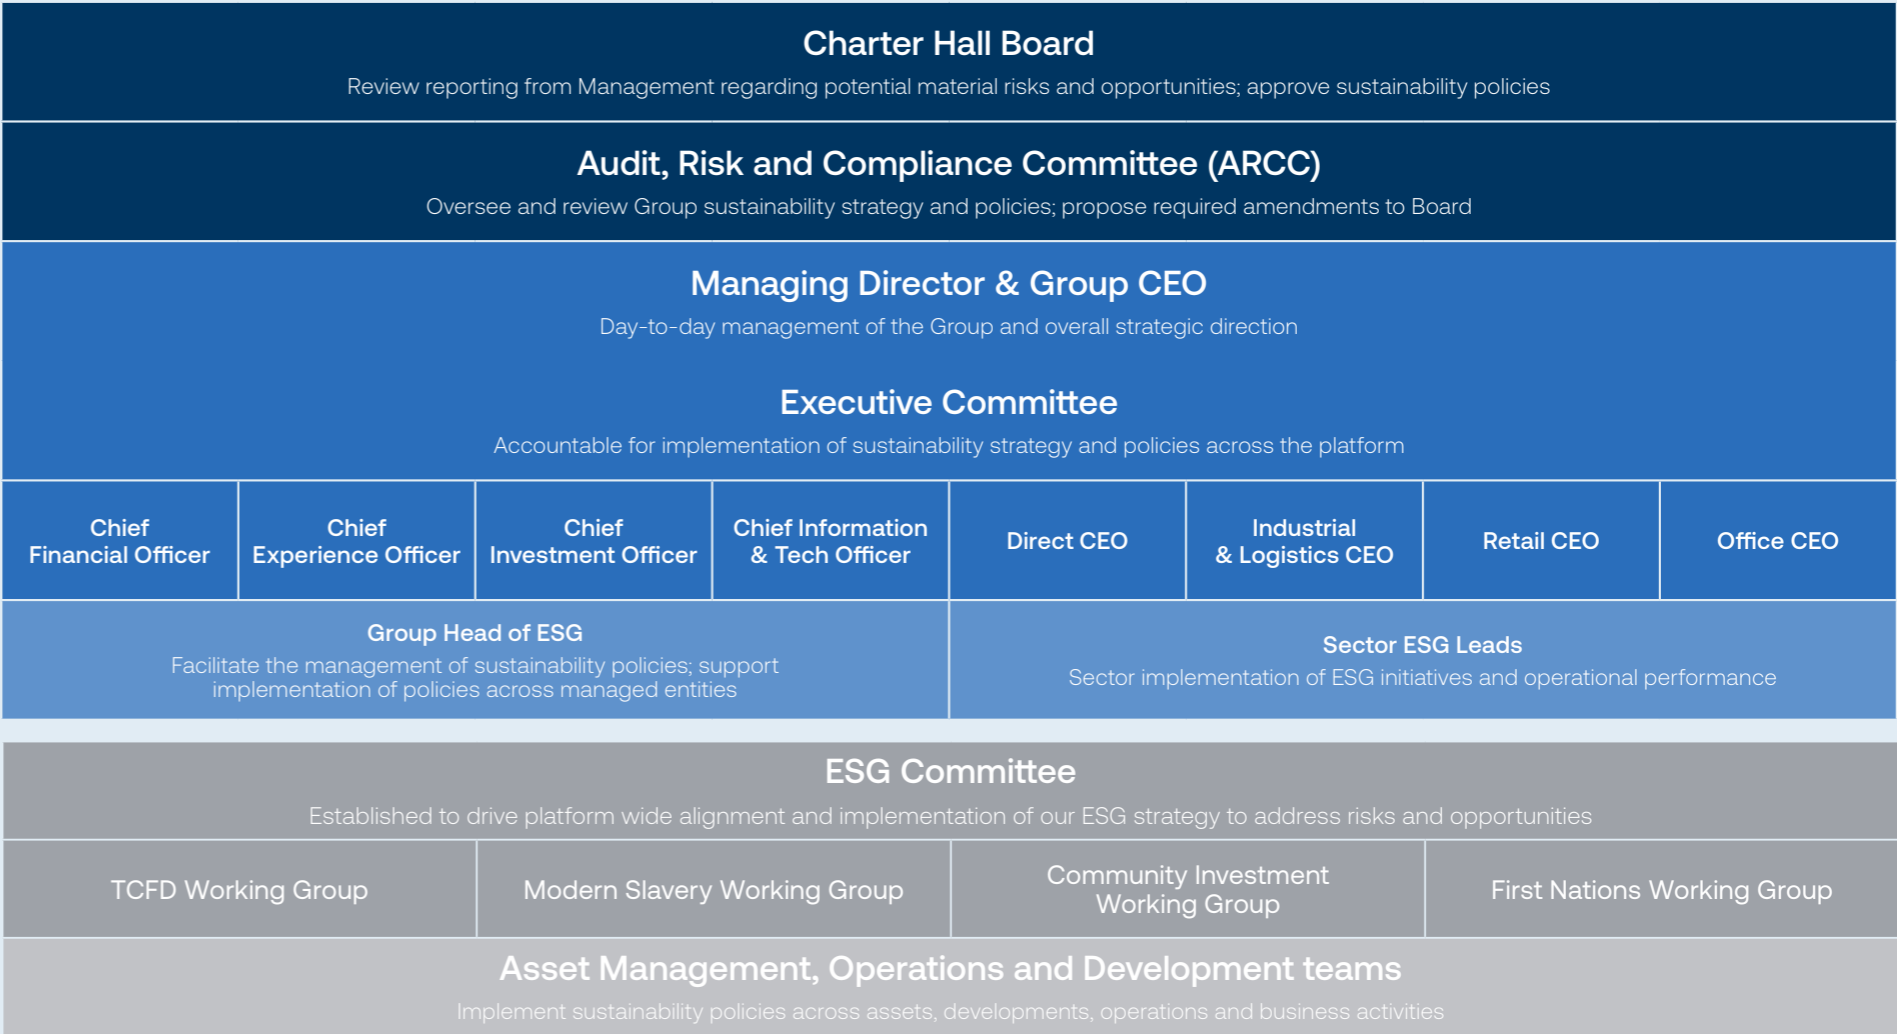 Charter Hall Board
Review reporting from Management regarding potential material risks and opportunities; approve sustainability policies
Audit, Risk and Compliance Committee (ARCC)
Oversee and review Group sustainability strategy and policies; propose required amendments to Board
Managing Director & Group CEO
Day-to-day management of the Group and overall strategic direction
Executive Committee
Accountable for implementation of sustainability strategy and policies across the platform
Chief
Financial Officer
Chief
Experience Officer
Chief
Investment Officer
Chief Information
& Tech Officer
Direct CEO
Industrial
& Logistics CEO
Retail CEO
Office CEO
Group Head of ESG
Facilitate the management of sustainability policies; support
implementation of policies across managed entities
Sector ESG Leads
Sector implementation of ESG initiatives and operational performance
ESG Committee
Established to drive platform wide alignment and implementation of our ESG strategy to address risks and opportunities
TCFD Working Group
Modern Slavery Working Group
Community Investment
Working Group
First Nations Working Group
Asset Management, Operations and Development teams
Implement sustainability policies across assets, developments, operations and business activities